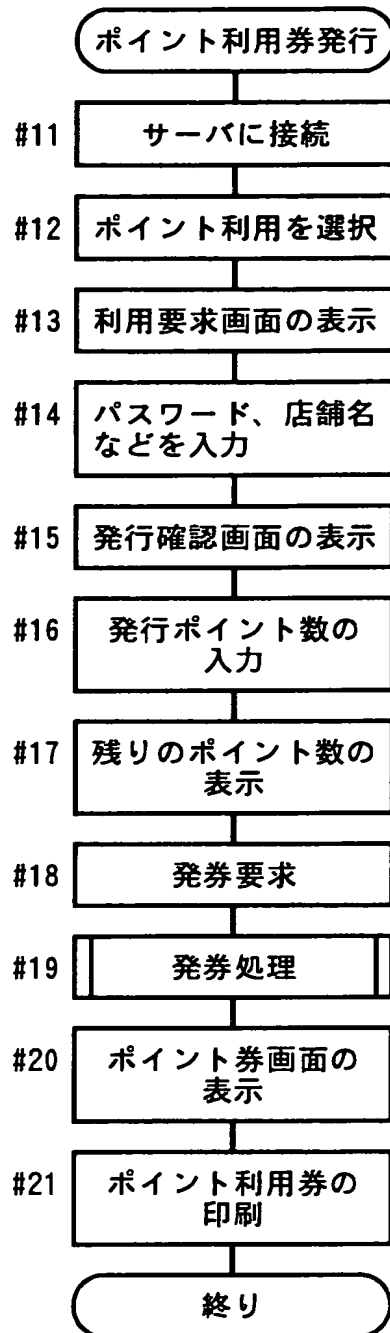 ポイント利用券発行
#11 サーバに接続
#12 ポイント利用を選択
#13 利用要求画面の表示
#14 パスワード、店舗名
などを入力
#15 発行確認画面の表示
#16 発行ポイント数の
入力
#17 残りのポイント数の
表示
#18 発券要求
#19 発券処理
#20 ポイント券画面の
表示
#21 ポイント利用券の
印刷
終り